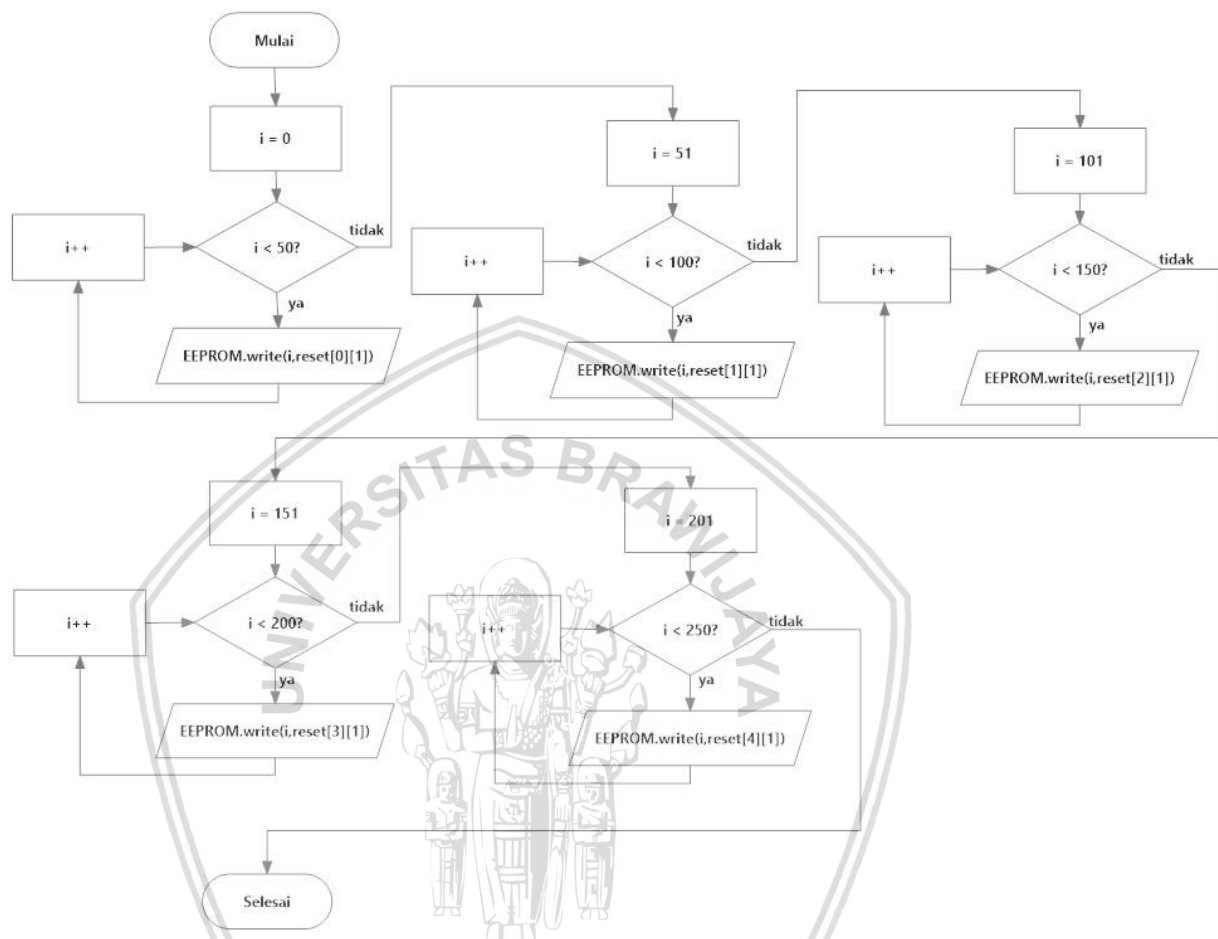 Mulai
i = 0
i < 50?
tidak
i++
ya
EEPROM.write(i,reset[0][1])
i = 51
i < 100?
tidak
i++
ya
EEPROM.write(i,reset[1][1])
i = 101
i < 150?
tidak
i++
ya
EEPROM.write(i,reset[2][1])
UNIVERSITAS BRAWIJAYA
i = 151
i < 200?
tidak
i++
ya
EEPROM.write(i,reset[3][1])
i = 201
i < 250?
tidak
i++
ya
EEPROM.write(i,reset[4][1])
Selesai